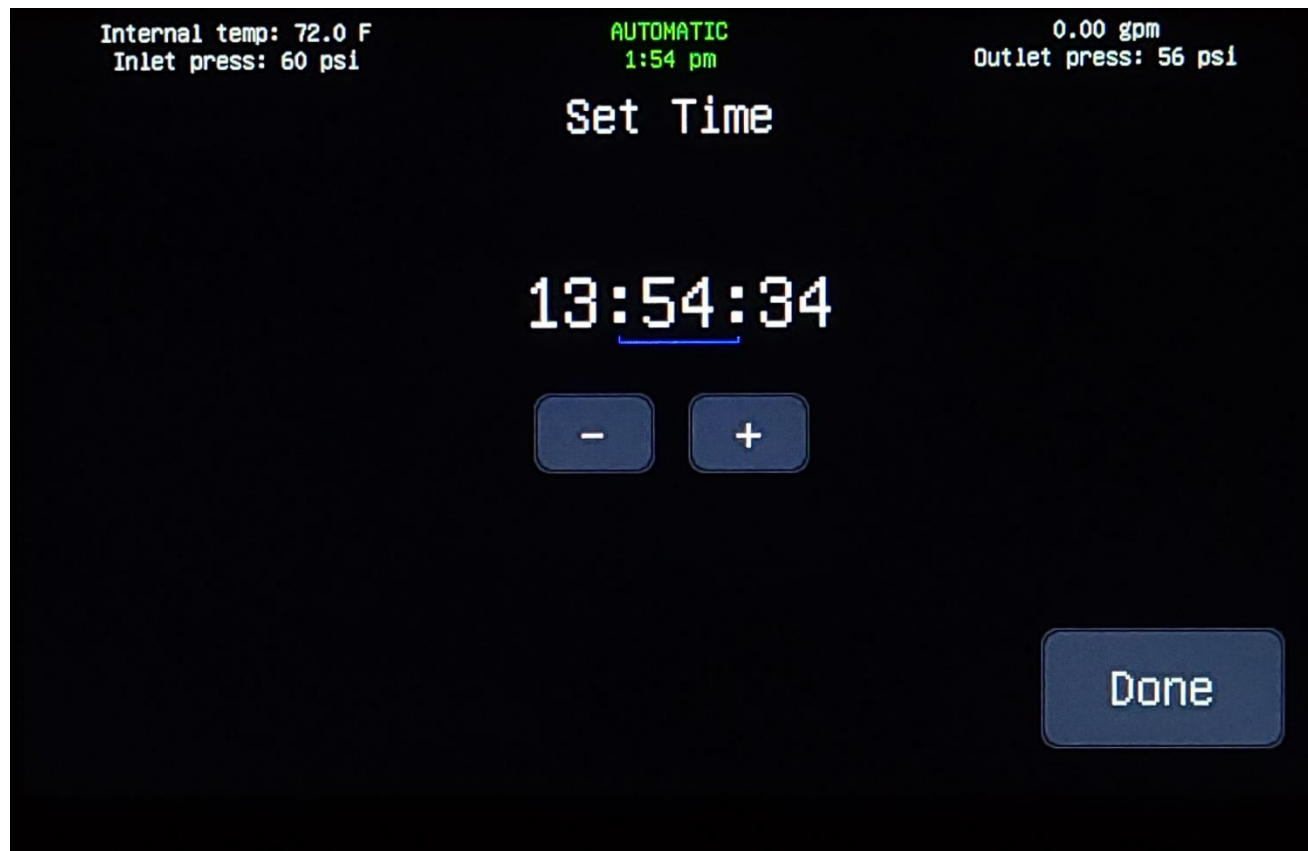 Internal temp: 72.0 F
Inlet press: 60 psi
AUTOMATIC
1:54 pm
0.00 gpm
Outlet press: 56 psi
Set Time
13:54:34
- +
Done